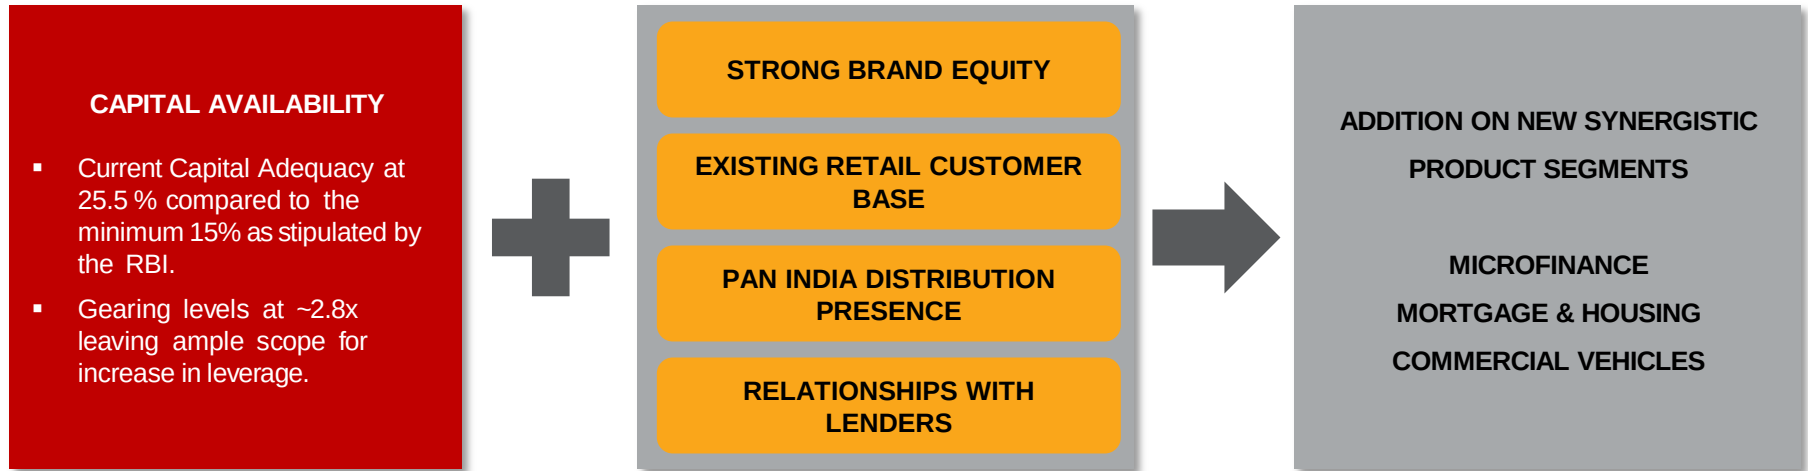 CAPITAL AVAILABILITY
▪ Current Capital Adequacy at
25.5 % compared to the
minimum 15% as stipulated by
the RBI.
▪ Gearing levels at ~2.8x
leaving ample scope for
increase in leverage.
STRONG BRAND EQUITY
EXISTING RETAIL CUSTOMER
BASE
PAN INDIA DISTRIBUTION
PRESENCE
RELATIONSHIPS WITH
LENDERS
ADDITION ON NEW SYNERGISTIC
PRODUCT SEGMENTS
MICROFINANCE
MORTGAGE & HOUSING
COMMERCIAL VEHICLES